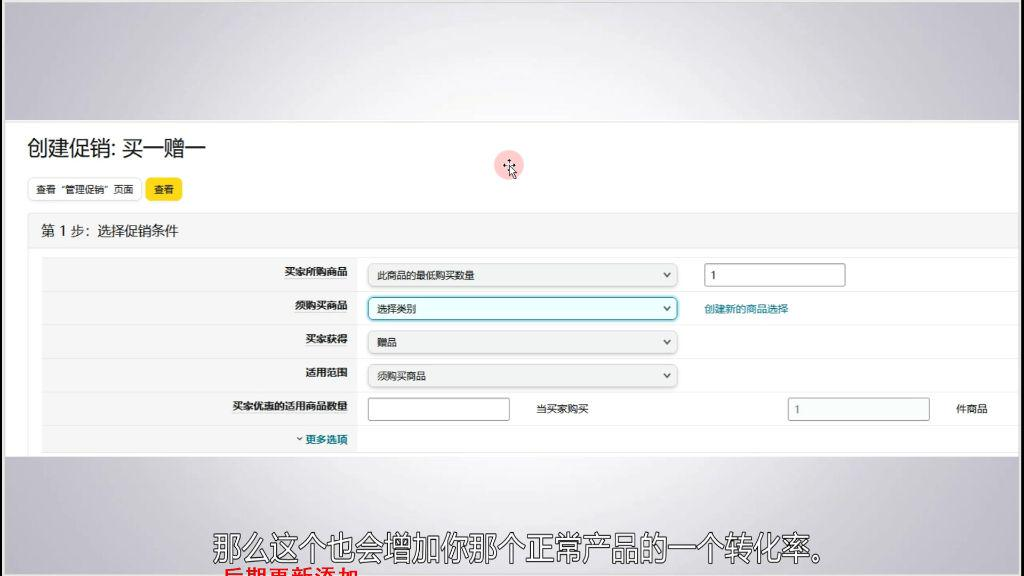 创建促销: 买一赠一
查看“管理促销”页面 查看
第 1 步：选择促销条件
买家所购商品 此商品的最低购买数量 1
须购买商品 选择类别 创建新的商品选择
买家获得 赠品
适用范围 须购买商品
买家优惠的适用商品数量 当买家购买 1 件商品
更多选项
那么这个也会增加你那个正常产品的一个转化率。
后期更新添加